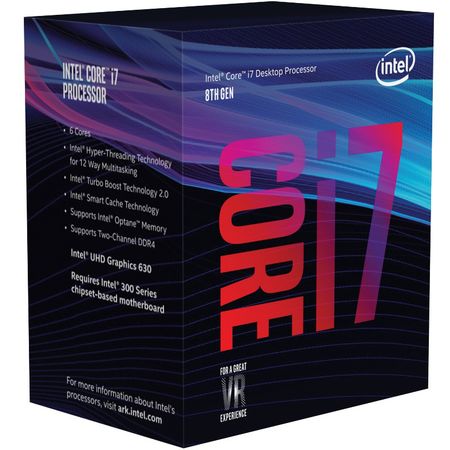 INTEL® CORE™ i7
PROCESSOR
• 6 Cores
• Intel® Hyper-Threading Technology
for 12 Way Multitasking
• Intel® Turbo Boost Technology 2.0
• Intel® Smart Cache Technology
• Supports Intel® Optane™ Memory
• Supports Two-Channel DDR4
Intel® UHD Graphics 630
Requires Intel® 300 Series
chipset-based motherboard
For more information about Intel's
processors, visit ark.intel.com
Intel® Core™ i7 Desktop Processor
8TH GEN
intel®
CORE i7
FOR A GREAT
VR
EXPERIENCE